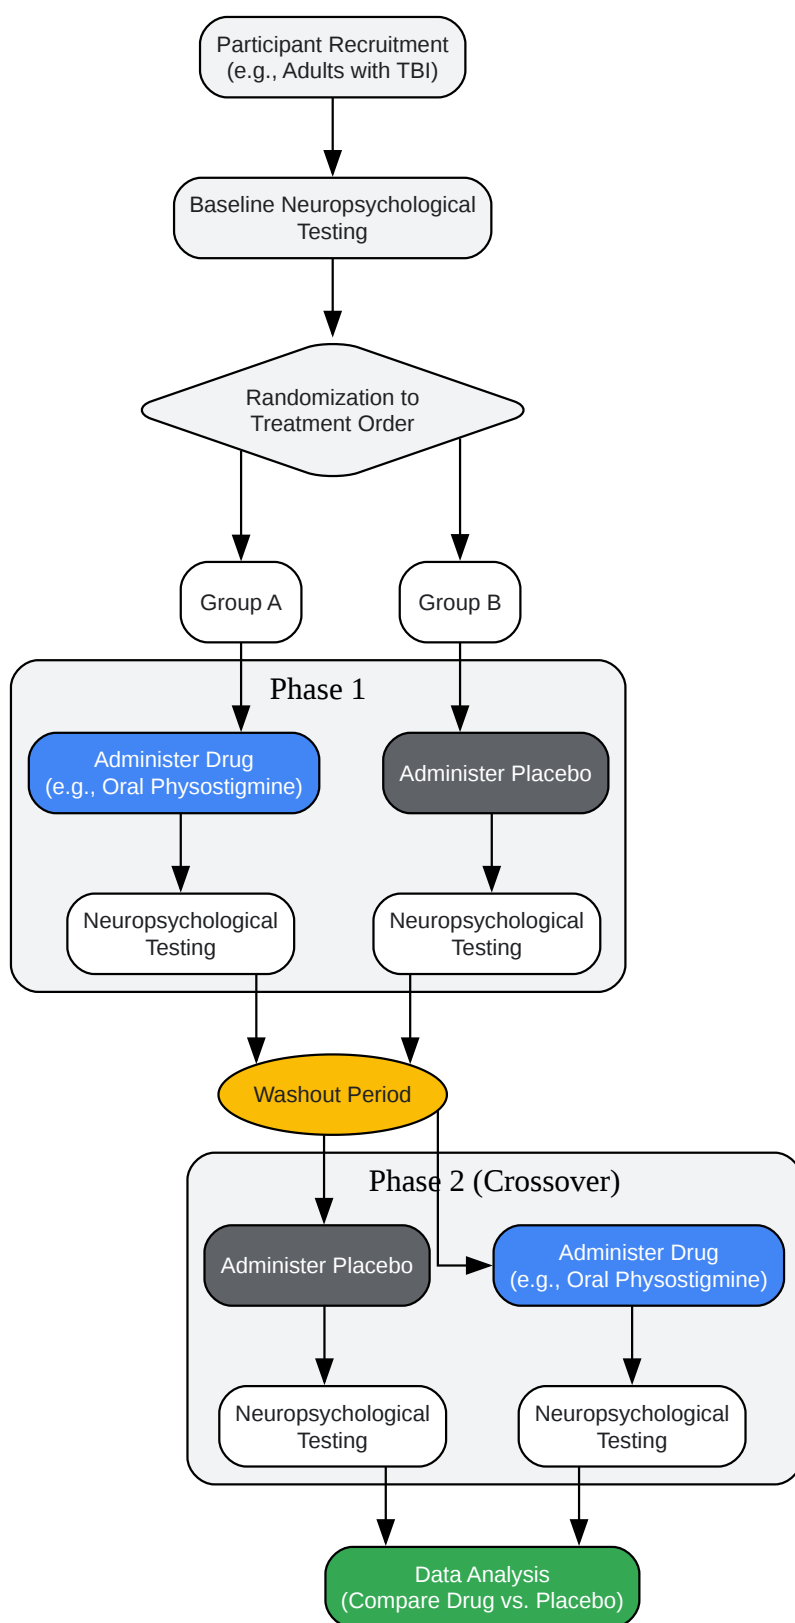 Participant Recruitment
(e.g., Adults with TBI)
Baseline Neuropsychological
Testing
Randomization to
Treatment Order
Group A
Group B
Phase 1
Administer Drug
(e.g., Oral Physostigmine)
Administer Placebo
Neuropsychological
Testing
Neuropsychological
Testing
Washout Period
Phase 2 (Crossover)
Administer Placebo
Administer Drug
(e.g., Oral Physostigmine)
Neuropsychological
Testing
Neuropsychological
Testing
Data Analysis
(Compare Drug vs. Placebo)